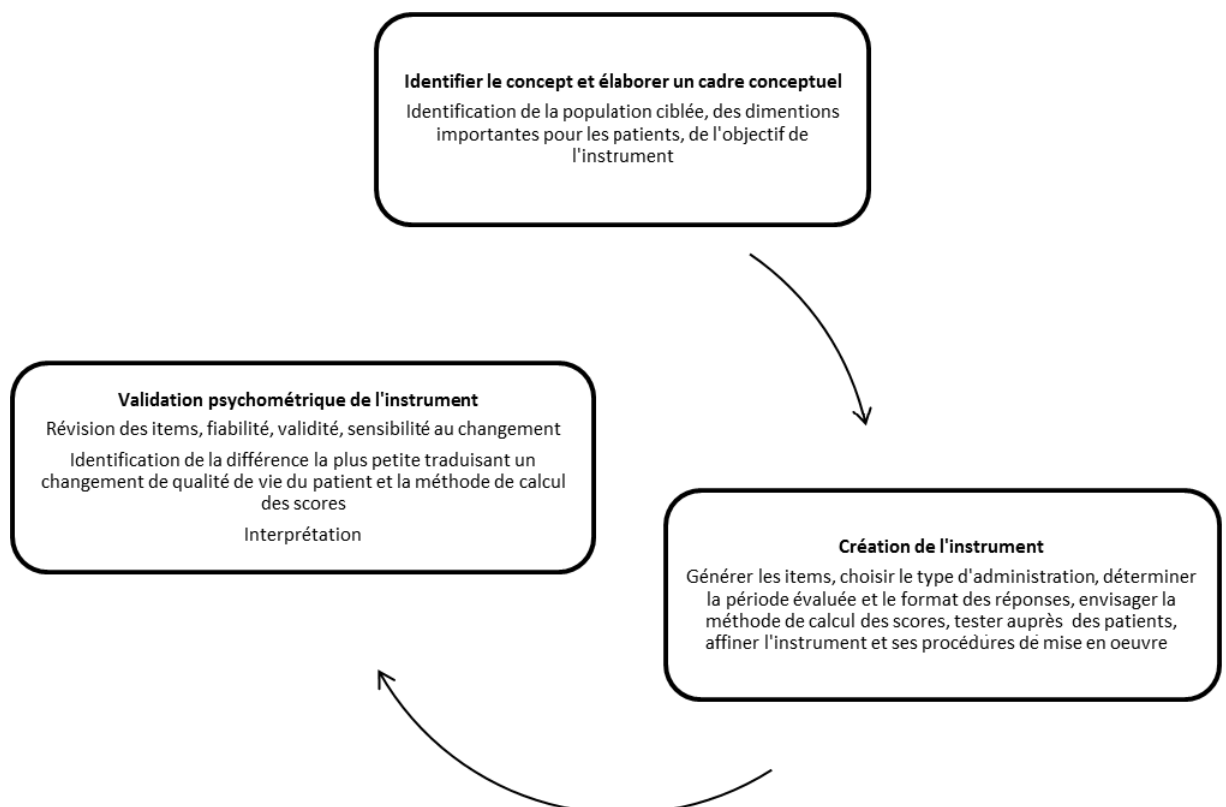 Identifier le concept et élaborer un cadre conceptuel
Identification de la population ciblée, des dimentions
importantes pour les patients, de l'objectif de
l'instrument
Validation psychométrique de l'instrument
Révision des items, fiabilité, validité, sensibilité au changement
Identification de la différence la plus petite traduisant un
changement de qualité de vie du patient et la méthode de calcul
des scores
Interprétation
Création de l'instrument
Générer les items, choisir le type d'administration, déterminer
la période évaluée et le format des réponses, envisager la
méthode de calcul des scores, tester auprès des patients,
affiner l'instrument et ses procédures de mise en oeuvre